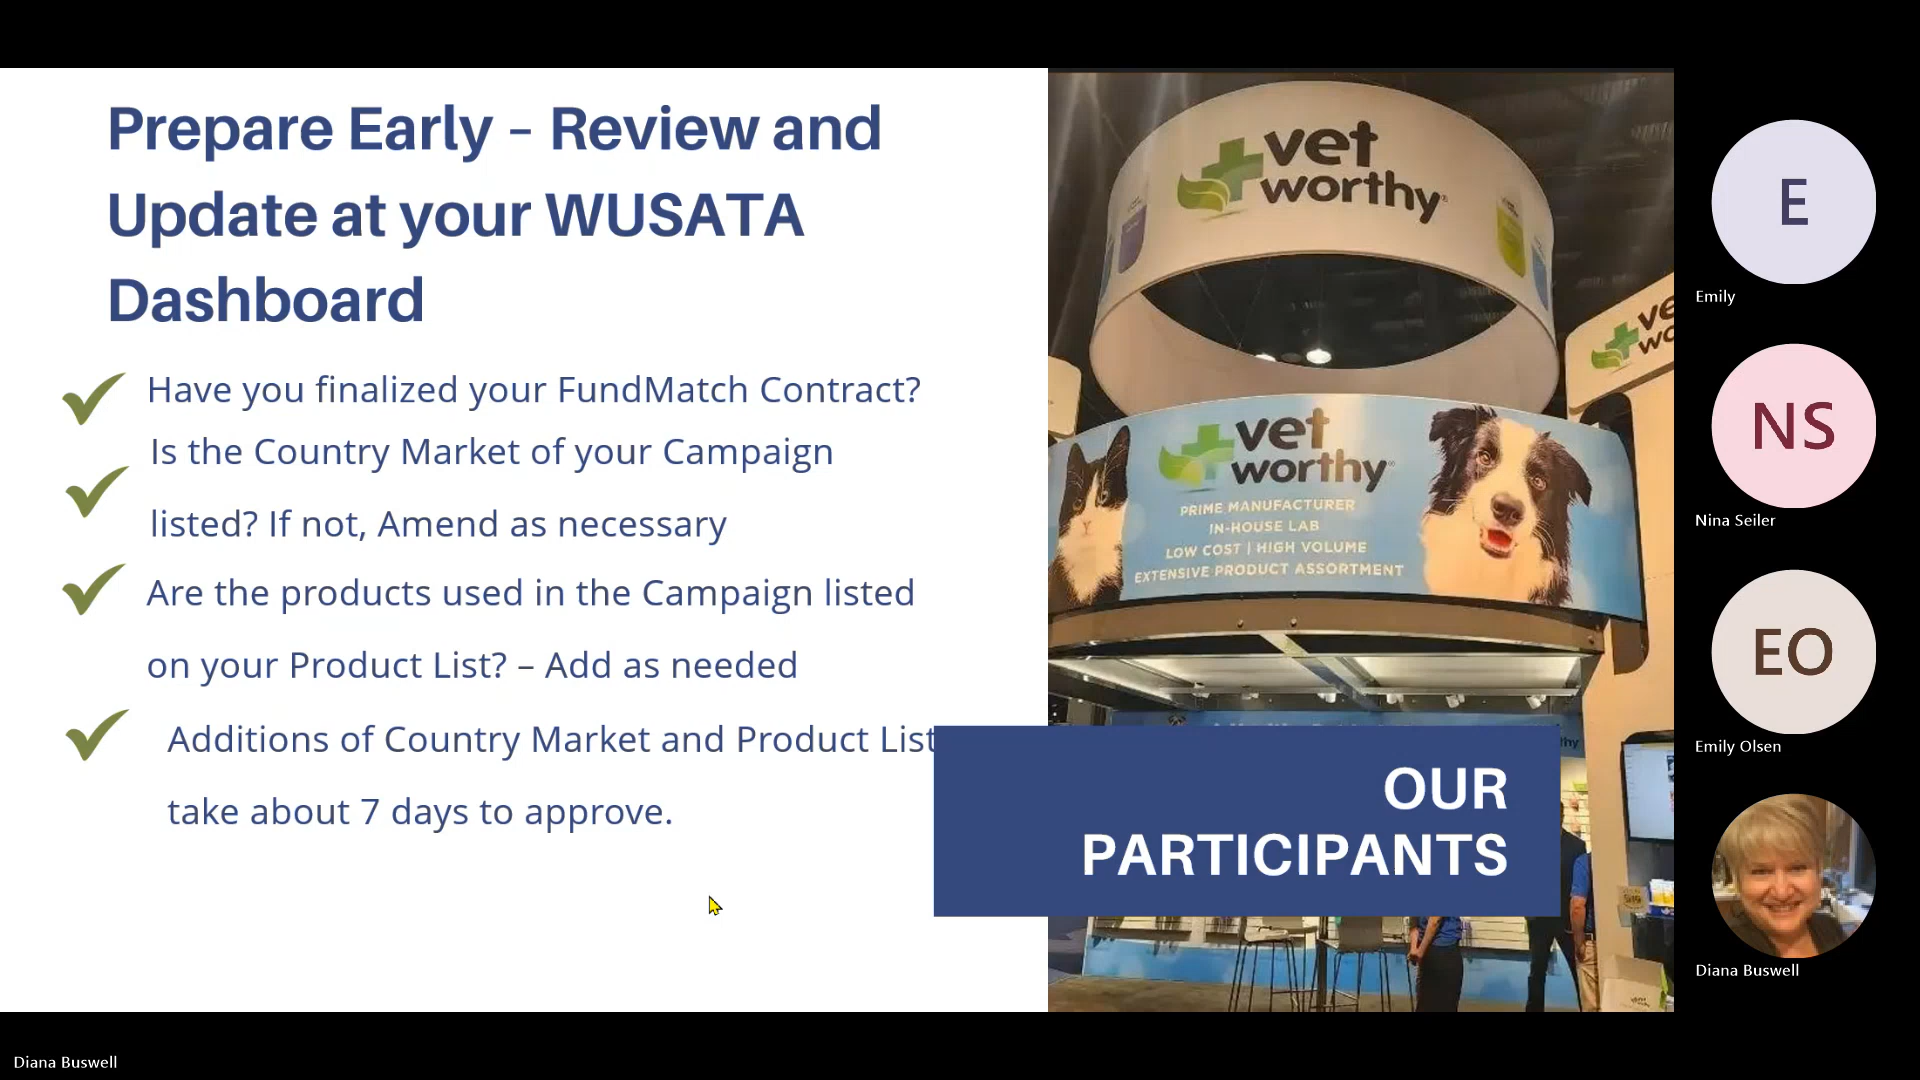 Prepare Early – Review and
Update at your WUSATA
Dashboard
Have you finalized your FundMatch Contract?
Is the Country Market of your Campaign
listed? If not, Amend as necessary
Are the products used in the Campaign listed
on your Product List? – Add as needed
Additions of Country Market and Product List
take about 7 days to approve.
vet
worthy®
vet
worthy
PRIME MANUFACTURER
IN-HOUSE LAB
LOW COST | HIGH VOLUME
EXTENSIVE PRODUCT ASSORTMENT
OUR
PARTICIPANTS
E
Emily
NS
Nina Seiler
EO
Emily Olsen
Diana Buswell
Diana Buswell